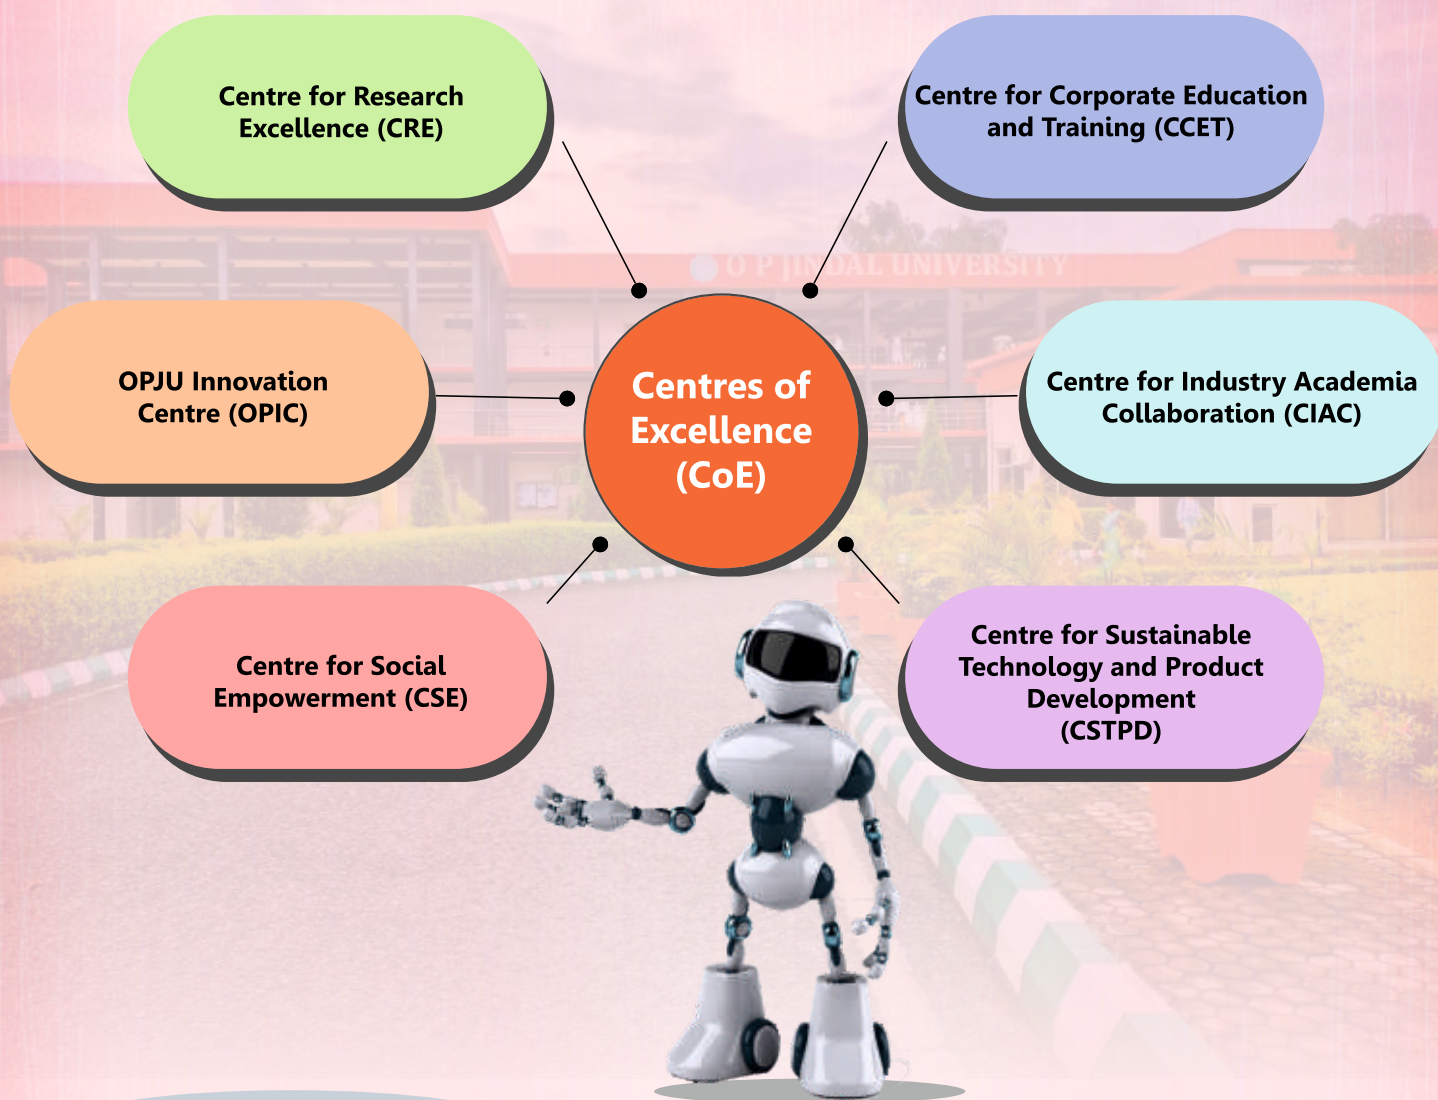 Centre for Research
Excellence (CRE)
Centre for Corporate Education
and Training (CCET)
O P JINDAL UNIVERSITY
OPJU Innovation
Centre (OPIC)
Centres of
Excellence
(CoE)
Centre for Industry Academia
Collaboration (CIAC)
Centre for Social
Empowerment (CSE)
Centre for Sustainable
Technology and Product
Development
(CSTPD)